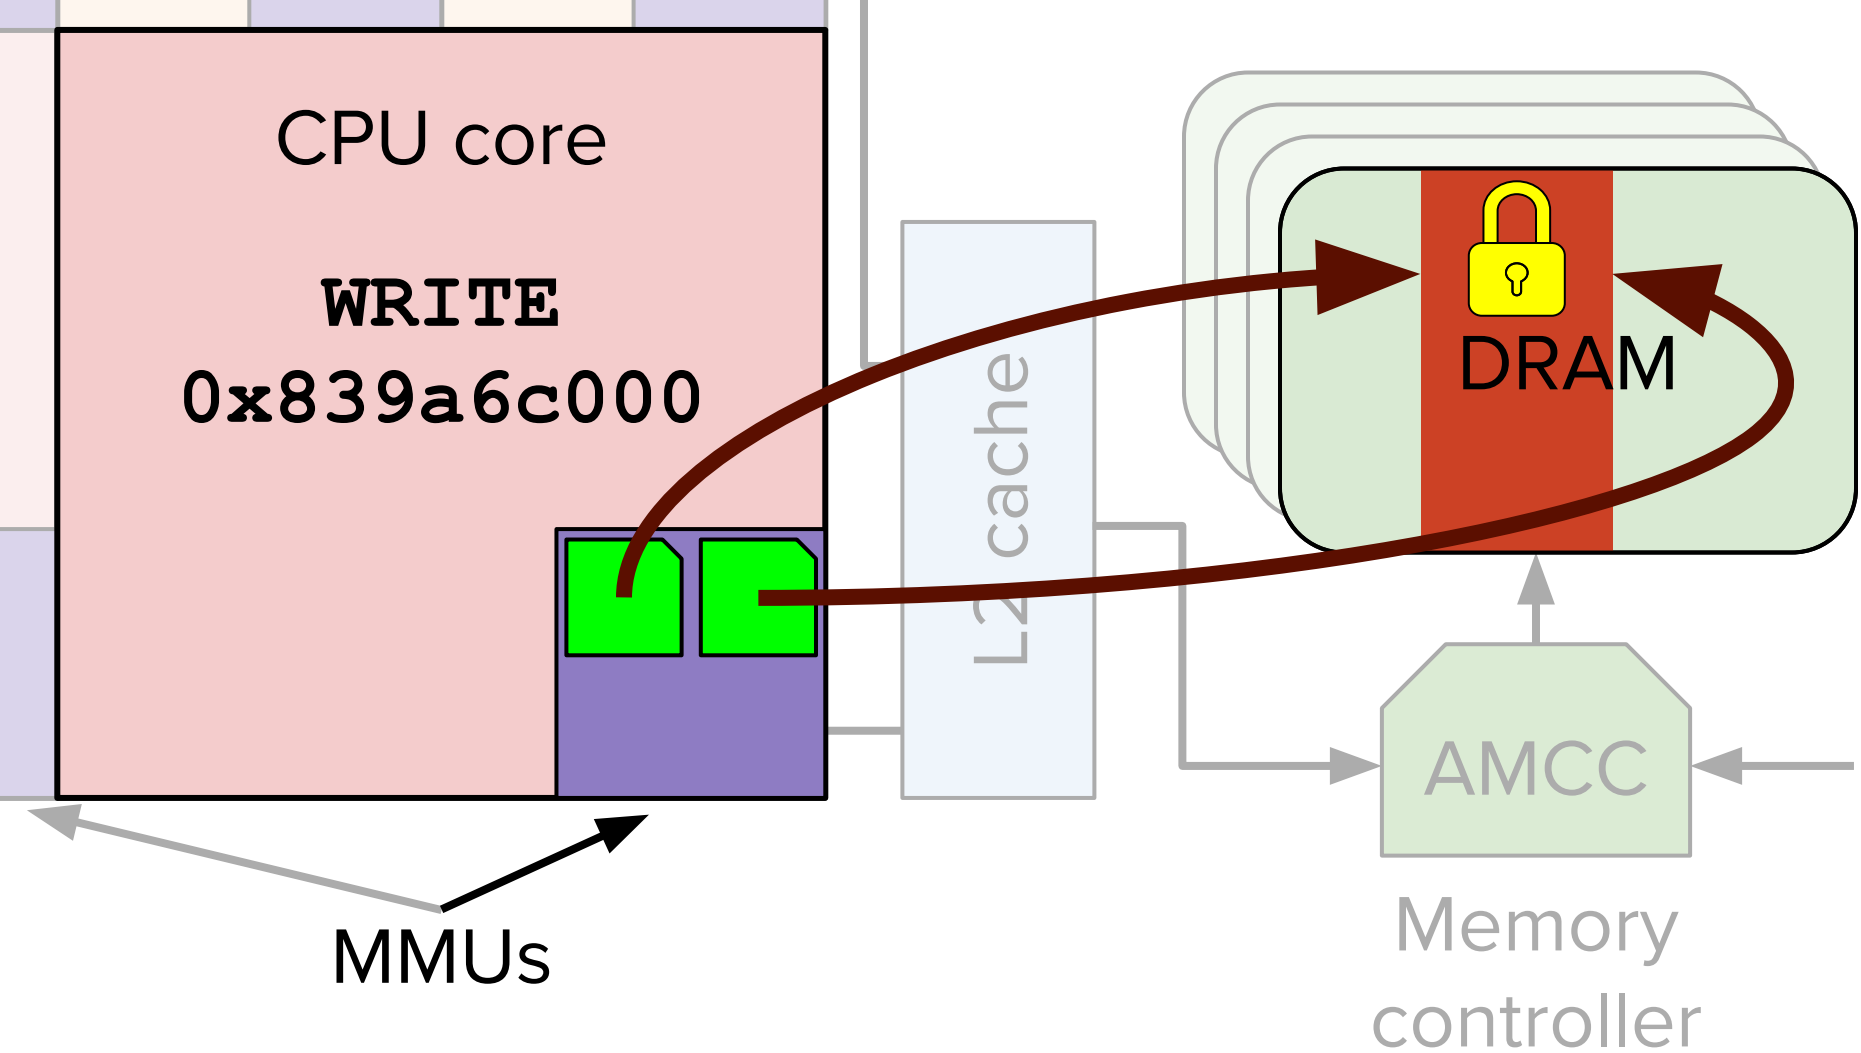 CPU core
WRITE
0x839a6c000
L2 cache
DRAM
AMCC
MMUs
Memory
controller